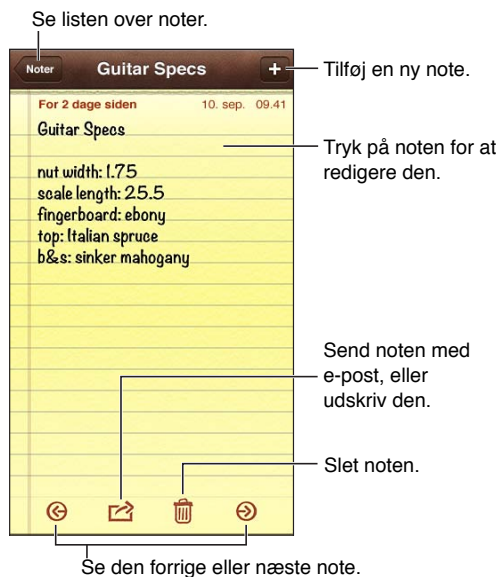 Se listen over noter.
Noter
Guitar Specs
+
Tilføj en ny note.
For 2 dage siden
10. sep. 09.41
Guitar Specs
Tryk på noten for at
redigere den.
nut width: 1.75
scale length: 25.5
fingerboard: ebony
top: Italian spruce
b&s: sinker mahogany
Send noten med
e-post, eller
udskriv den.
Slet noten.
Se den forrige eller næste note.